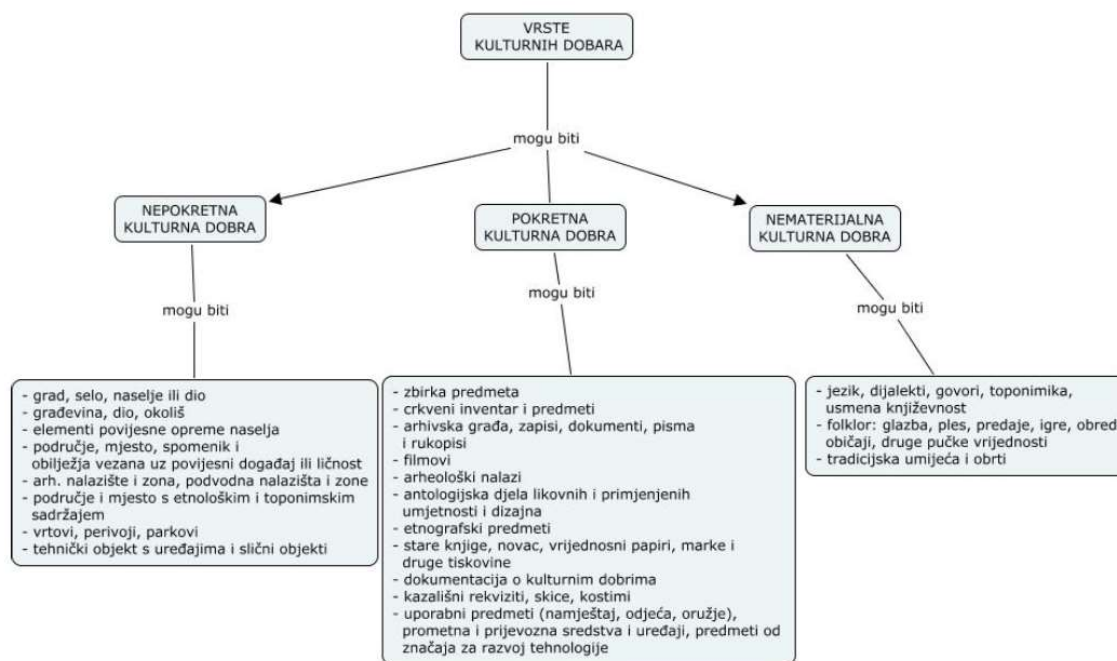 VRSTE
KULTURNIH DOBARA
mogu biti
NEPOKRETNA
KULTURNA DOBRA
POKRETNA
KULTURNA DOBRA
NEMATERIJALNA
KULTURNA DOBRA
mogu biti
mogu biti
mogu biti
- grad, selo, naselje ili dio
- građevina, dio, okoliš
- elementi povijesne opreme naselja
- područje, mjesto, spomenik i
obilježja vezana uz povijesni događaj ili ličnost
- arh. nalazište i zona, podvodna nalazišta i zone
- područje i mjesto s etnološkim i toponimskim
sadržajem
- vrtovi, perivoji, parkovi
- tehnički objekt s uređajima i slični objekti
- zbirka predmeta
- crkveni inventar i predmeti
- arhivska građa, zapisi, dokumenti, pisma
i rukopisi
- filmovi
- arheološki nalazi
- antologijska djela likovnih i primjenjenih
umjetnosti i dizajna
- etnografski predmeti
- stare knjige, novac, vrijednosni papiri, marke i
druge tiskovine
- dokumentacija o kulturnim dobrima
- kazališni rekviziti, skice, kostimi
- uporabni predmeti (namještaj, odjeća, oružje),
prometna i prijevozna sredstva i uređaji, predmeti od
značaja za razvoj tehnologije
- jezik, dijalekti, govori, toponimika,
usmena književnost
- folklor: glazba, ples, predaje, igre, obred
običaji, druge pučke vrijednosti
- tradicijska umijeća i obrti